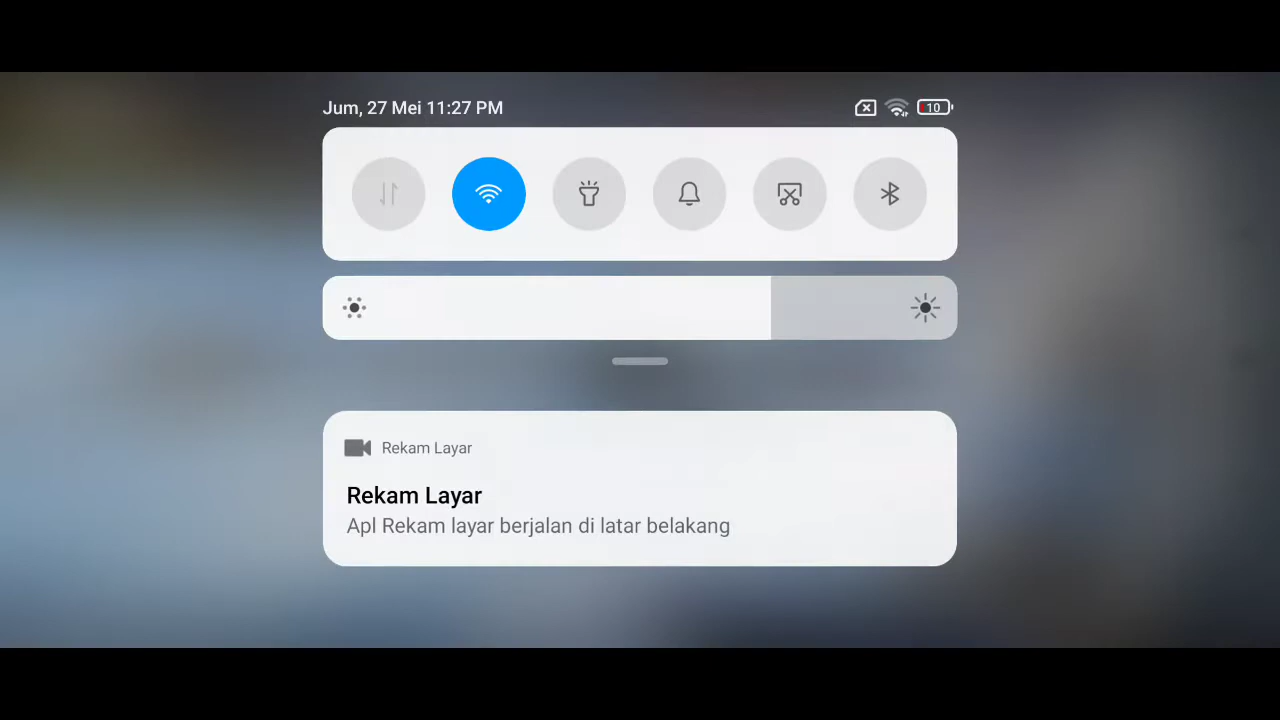 Jum, 27 Mei 11:27 PM
10
Rekam Layar
Rekam Layar
Apl Rekam layar berjalan di latar belakang